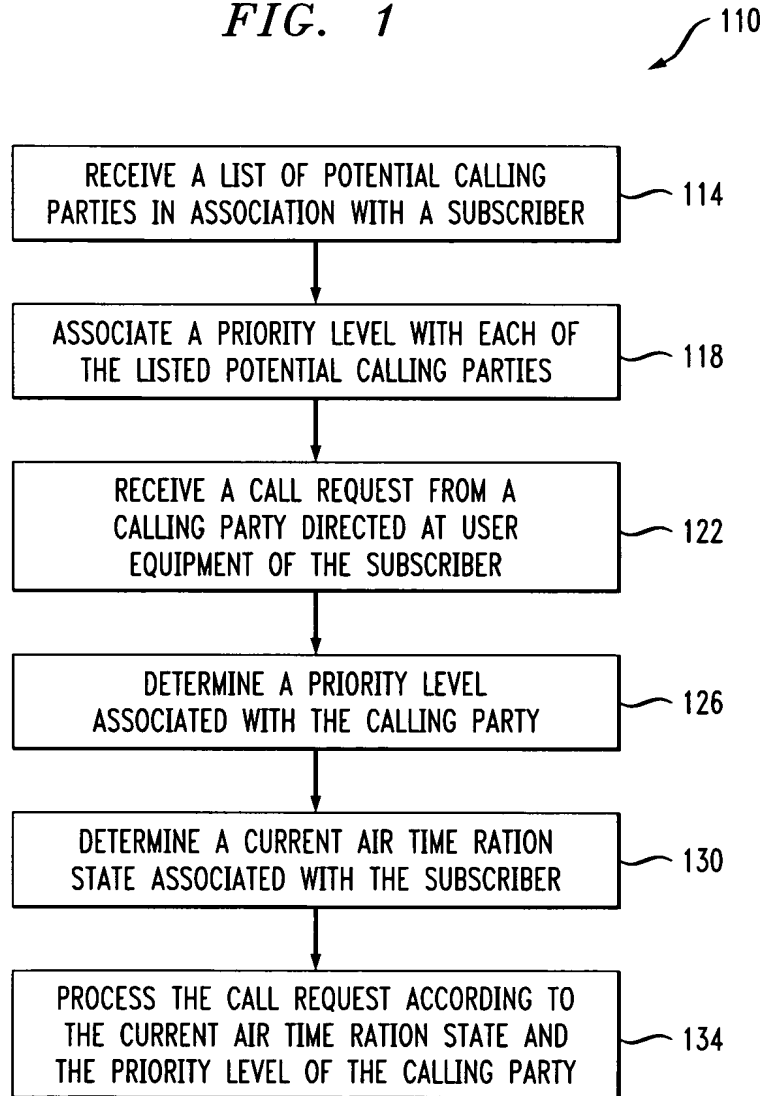 FIG. 1
110
RECEIVE A LIST OF POTENTIAL CALLING
PARTIES IN ASSOCIATION WITH A SUBSCRIBER
114
ASSOCIATE A PRIORITY LEVEL WITH EACH OF
THE LISTED POTENTIAL CALLING PARTIES
118
RECEIVE A CALL REQUEST FROM A
CALLING PARTY DIRECTED AT USER
EQUIPMENT OF THE SUBSCRIBER
122
DETERMINE A PRIORITY LEVEL
ASSOCIATED WITH THE CALLING PARTY
126
DETERMINE A CURRENT AIR TIME RATION
STATE ASSOCIATED WITH THE SUBSCRIBER
130
PROCESS THE CALL REQUEST ACCORDING TO
THE CURRENT AIR TIME RATION STATE AND
THE PRIORITY LEVEL OF THE CALLING PARTY
134